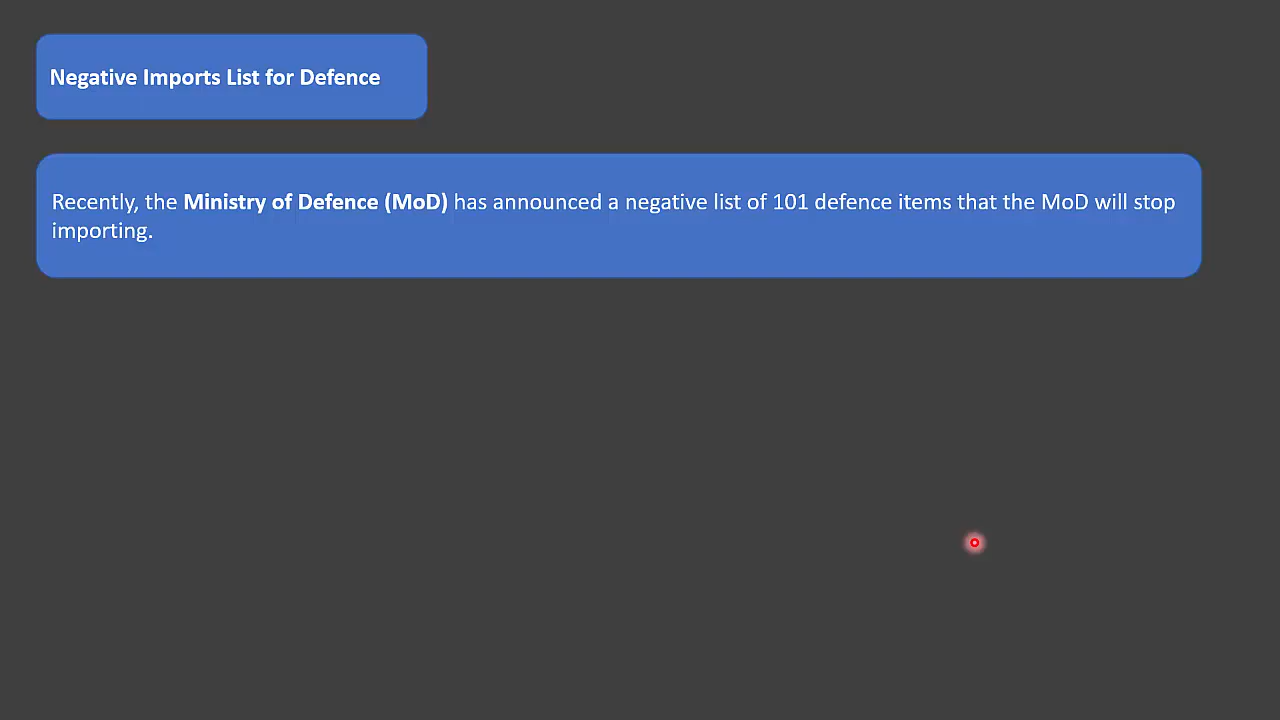 Negative Imports List for Defence
Recently, the Ministry of Defence (MoD) has announced a negative list of 101 defence items that the MoD will stop
importing.